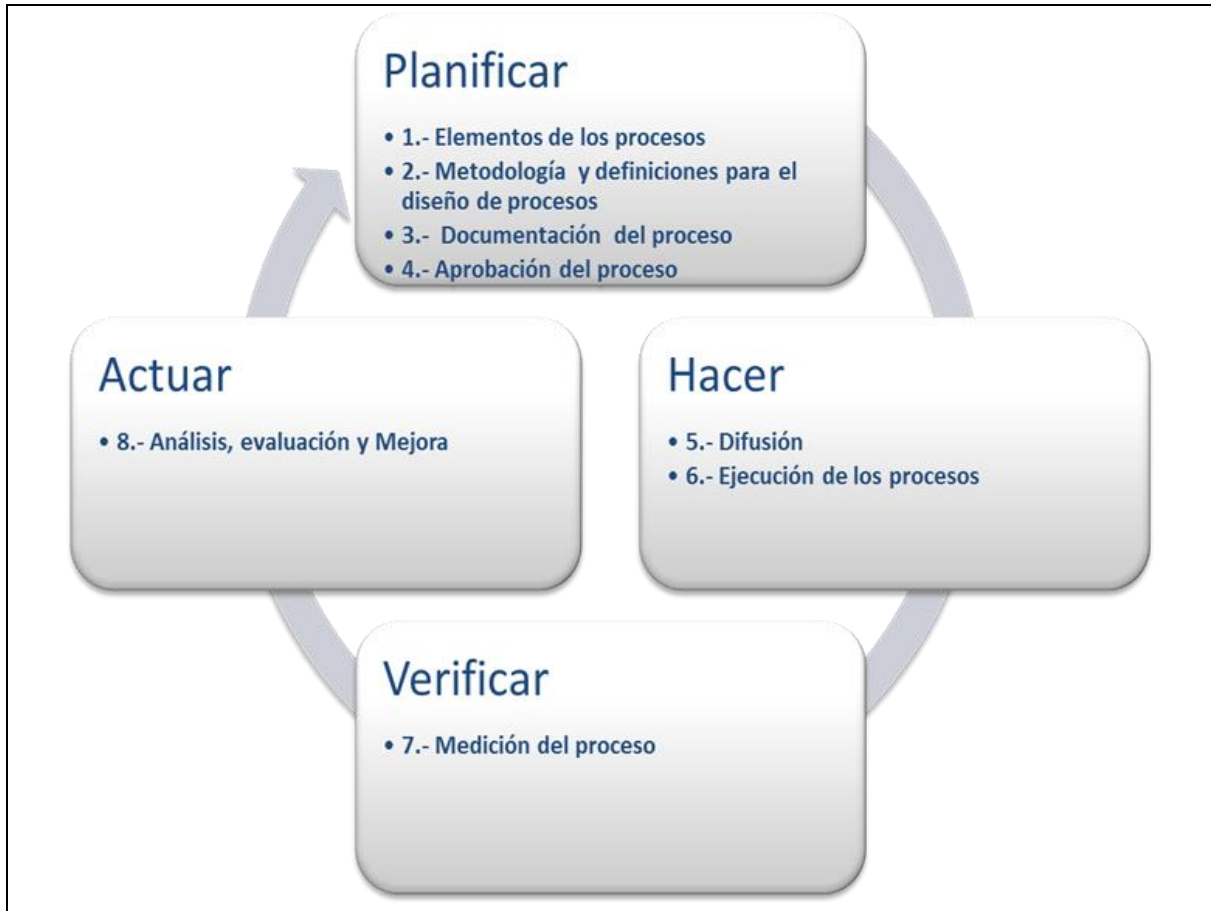 Planificar
• 1.- Elementos de los procesos
• 2.- Metodología y definiciones para el
diseño de procesos
• 3.- Documentación del proceso
• 4.- Aprobación del proceso
Hacer
• 5.- Difusión
• 6.- Ejecución de los procesos
Verificar
• 7.- Medición del proceso
Actuar
• 8.- Análisis, evaluación y Mejora